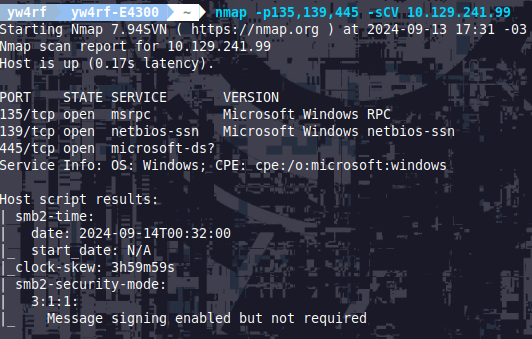 yw4rf yw4rf-E4300 ~ nmap -p135,139,445 -sCV 10.129.241.99
Starting Nmap 7.94SVN ( https://nmap.org ) at 2024-09-13 17:31 -03
Nmap scan report for 10.129.241.99
Host is up (0.17s latency).
PORT    STATE SERVICE       VERSION
135/tcp open  msrpc         Microsoft Windows RPC
139/tcp open  netbios-ssn   Microsoft Windows netbios-ssn
445/tcp open  microsoft-ds?
Service Info: OS: Windows; CPE: cpe:/o:microsoft:windows
Host script results:
| smb2-time:
|   date: 2024-09-14T00:32:00
|_  start_date: N/A
|_clock-skew: 3h59m59s
| smb2-security-mode:
|   3:1:1:
|_    Message signing enabled but not required